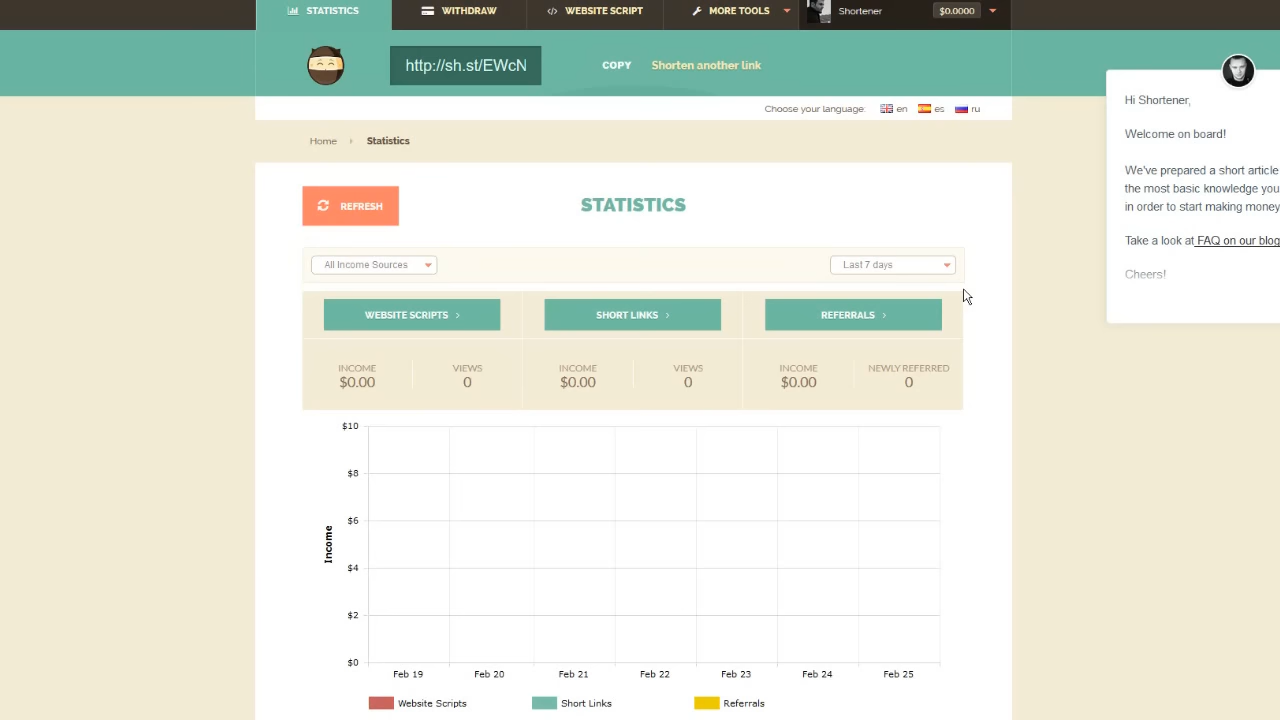 STATISTICS
WITHDRAW
WEBSITE SCRIPT
MORE TOOLS
Shortener
$0.0000
http://sh.st/EWcN
COPY
Shorten another link
Choose your language:
en
es
ru
Home
Statistics
REFRESH
STATISTICS
All Income Sources
Last 7 days
WEBSITE SCRIPTS
SHORT LINKS
REFERRALS
INCOME
VIEWS
INCOME
VIEWS
INCOME
NEWLY REFERRED
$0.00
0
$0.00
0
$0.00
0
$10
$8
$6
$4
$2
$0
Income
Feb 19
Feb 20
Feb 21
Feb 22
Feb 23
Feb 24
Feb 25
Website Scripts
Short Links
Referrals
Hi Shortener,
Welcome on board!
We've prepared a short article
the most basic knowledge you
in order to start making money
Take a look at FAQ on our blog
Cheers!